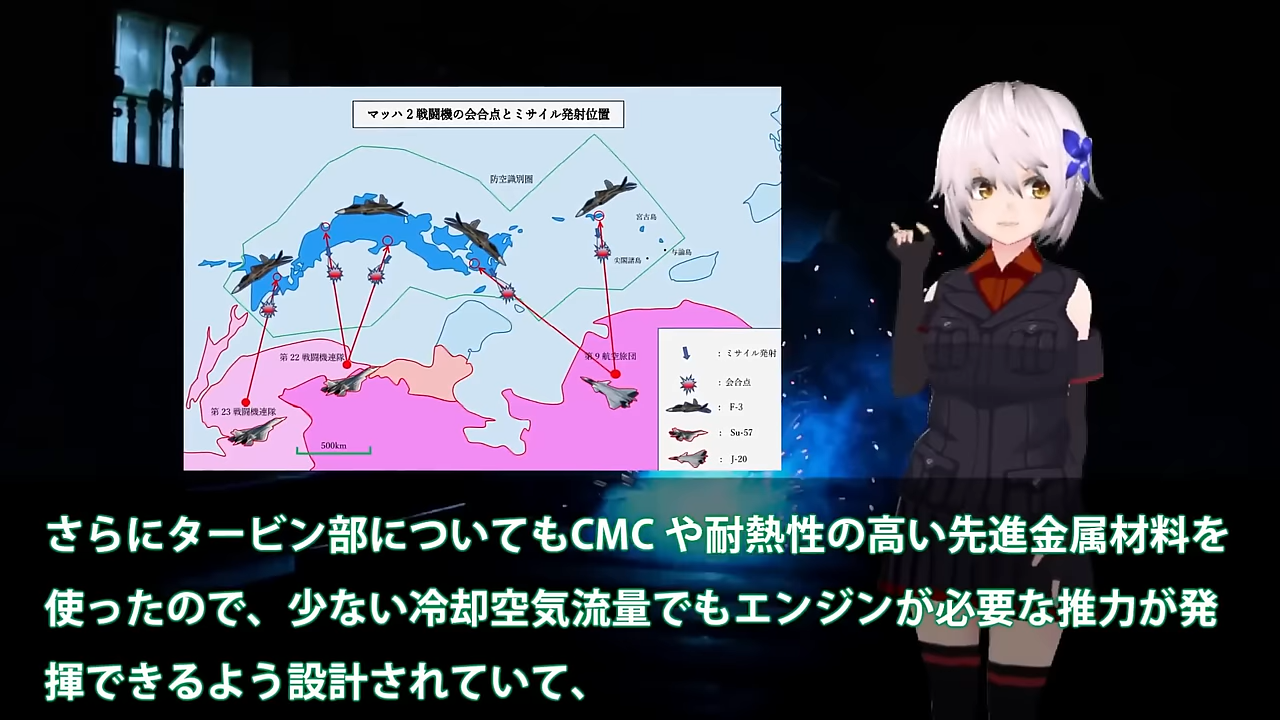 マッハ２戦闘機の会合点とミサイル発射位置
防空識別圏
宮古島
与論島
尖閣諸島
第22戦闘機連隊
第9航空旅団
第23戦闘機連隊
500km
：ミサイル発射
：会合点
： F-3
： Su-57
： J-20
さらにタービン部についてもCMCや耐熱性の高い先進金属材料を
使ったので、少ない冷却空気流量でもエンジンが必要な推力が発
揮できるよう設計されていて、